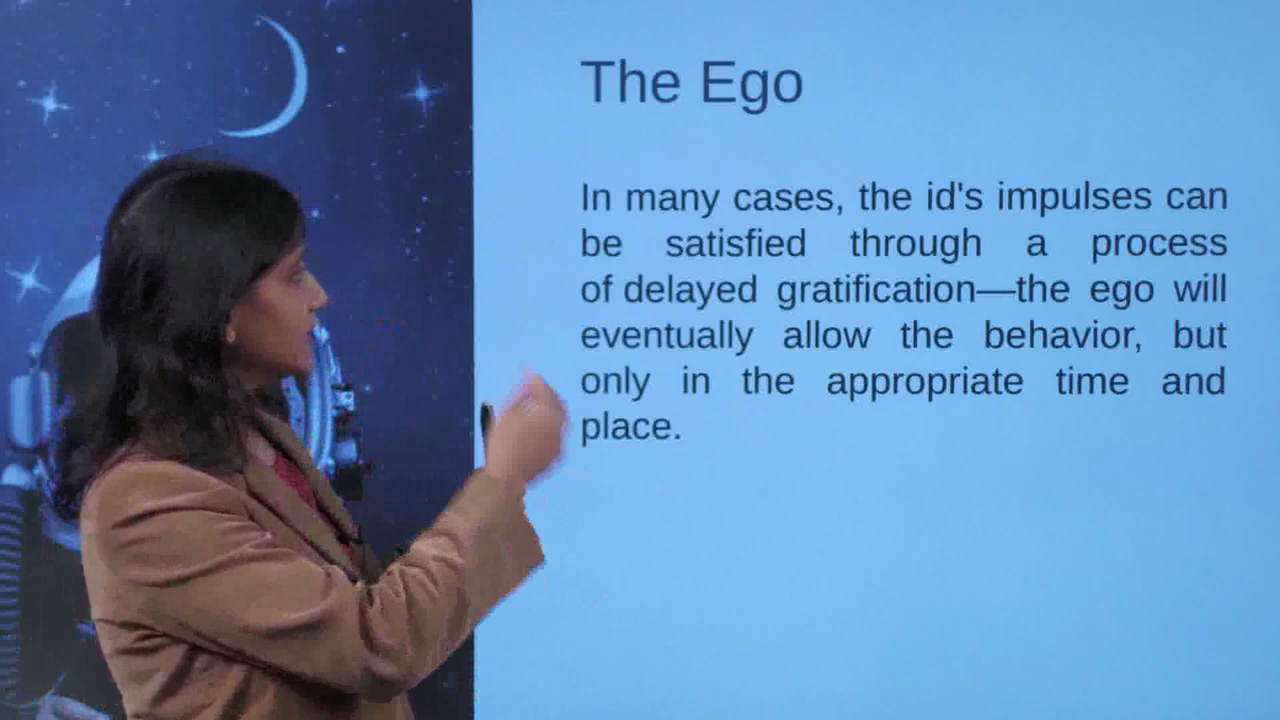 The Ego
In many cases, the id's impulses can
be satisfied through a process
of delayed gratification—the ego will
eventually allow the behavior, but
only in the appropriate time and
place.